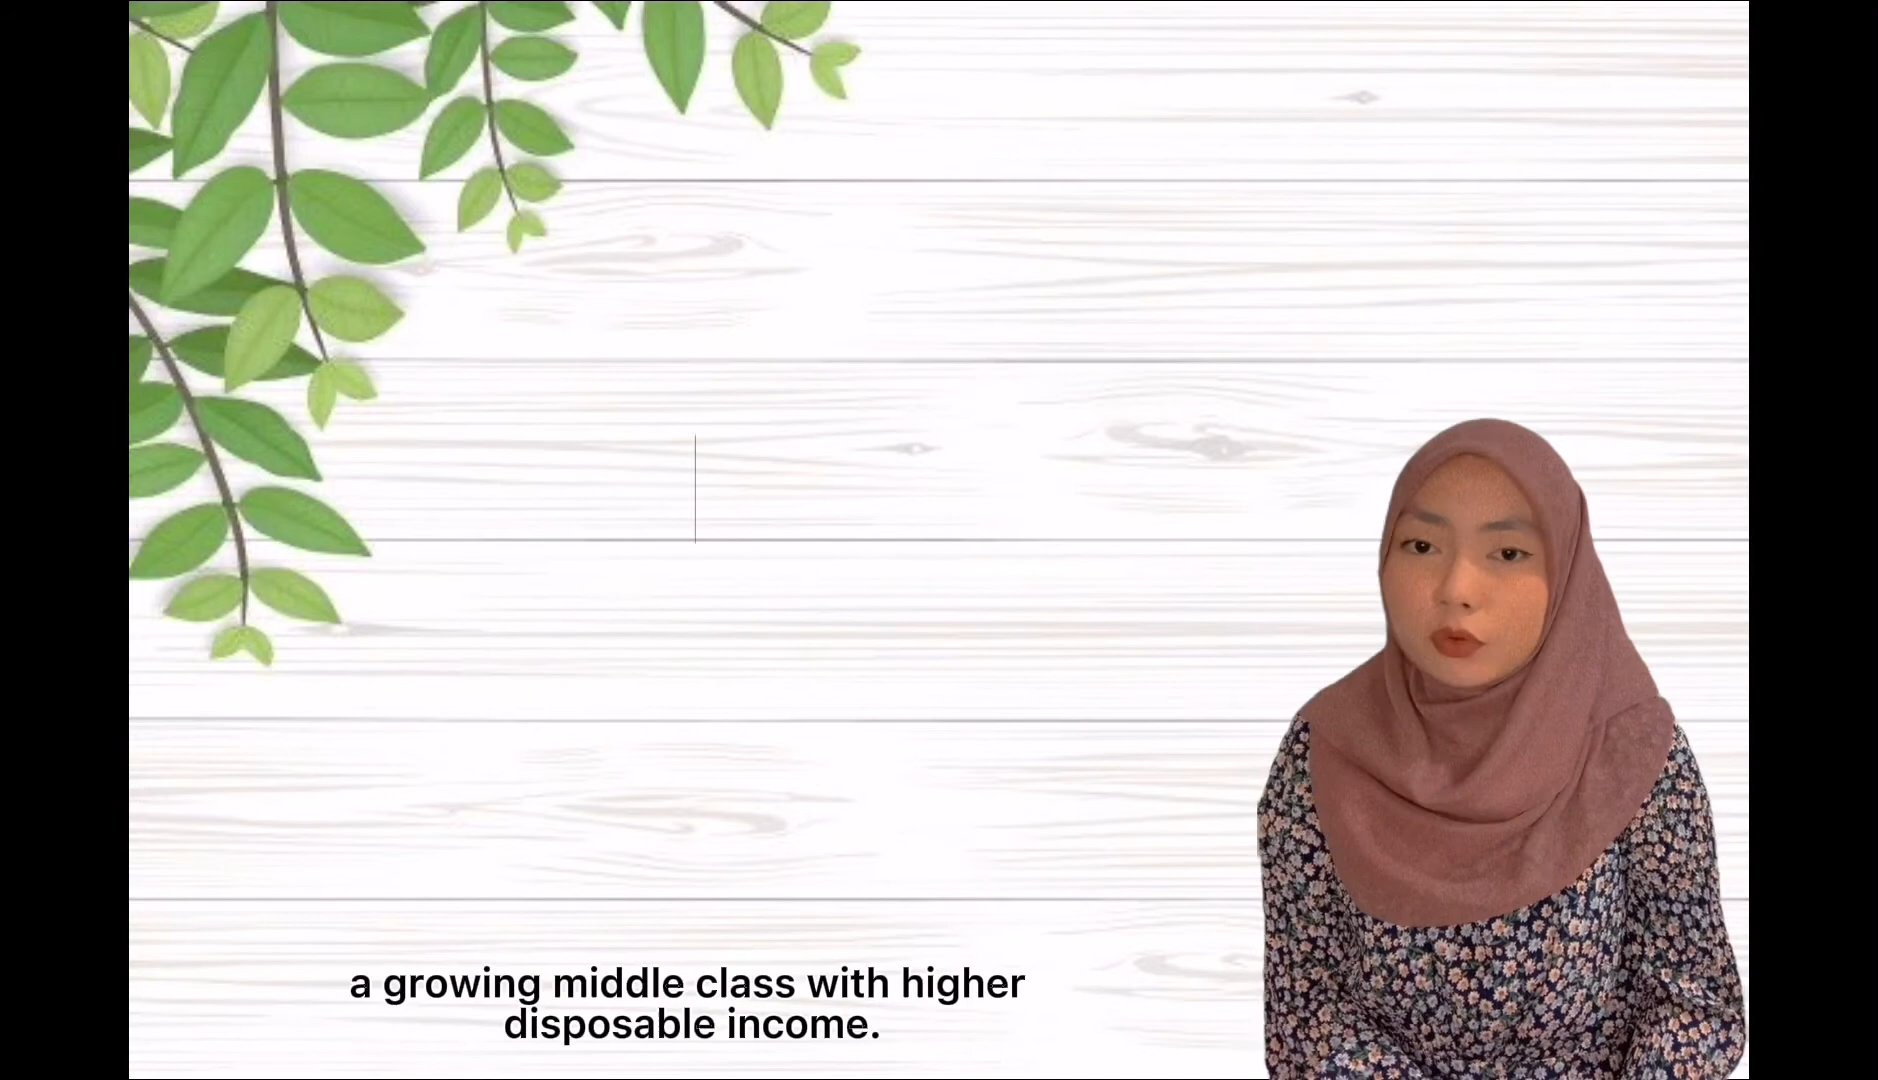 a growing middle class with higher
disposable income.